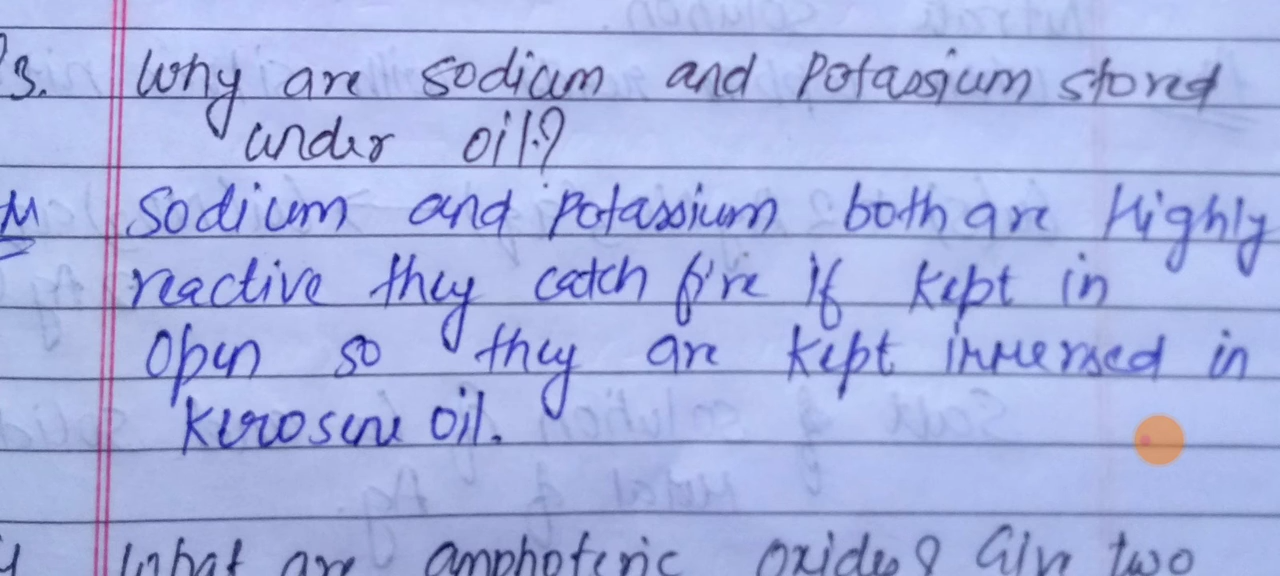 3. Why are sodium and Potassium stored
under oil?
Sodium and Potassium both are Highly
reactive they catch fire if kept in
Open so they are kept immersed in
Kerosene oil.
What are amphoteric oxides? Give two